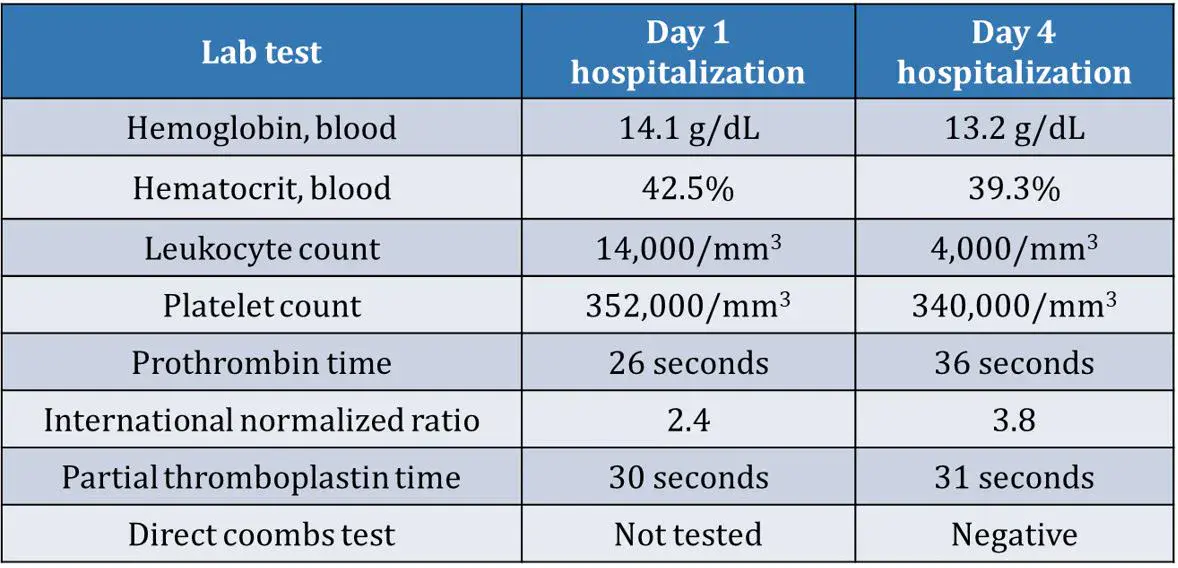 Lab test
Day 1
hospitalization
Day 4
hospitalization
Hemoglobin, blood
14.1 g/dL
13.2 g/dL
Hematocrit, blood
42.5%
39.3%
Leukocyte count
14,000/mm³
4,000/mm³
Platelet count
352,000/mm³
340,000/mm³
Prothrombin time
26 seconds
36 seconds
International normalized ratio
2.4
3.8
Partial thromboplastin time
30 seconds
31 seconds
Direct coombs test
Not tested
Negative